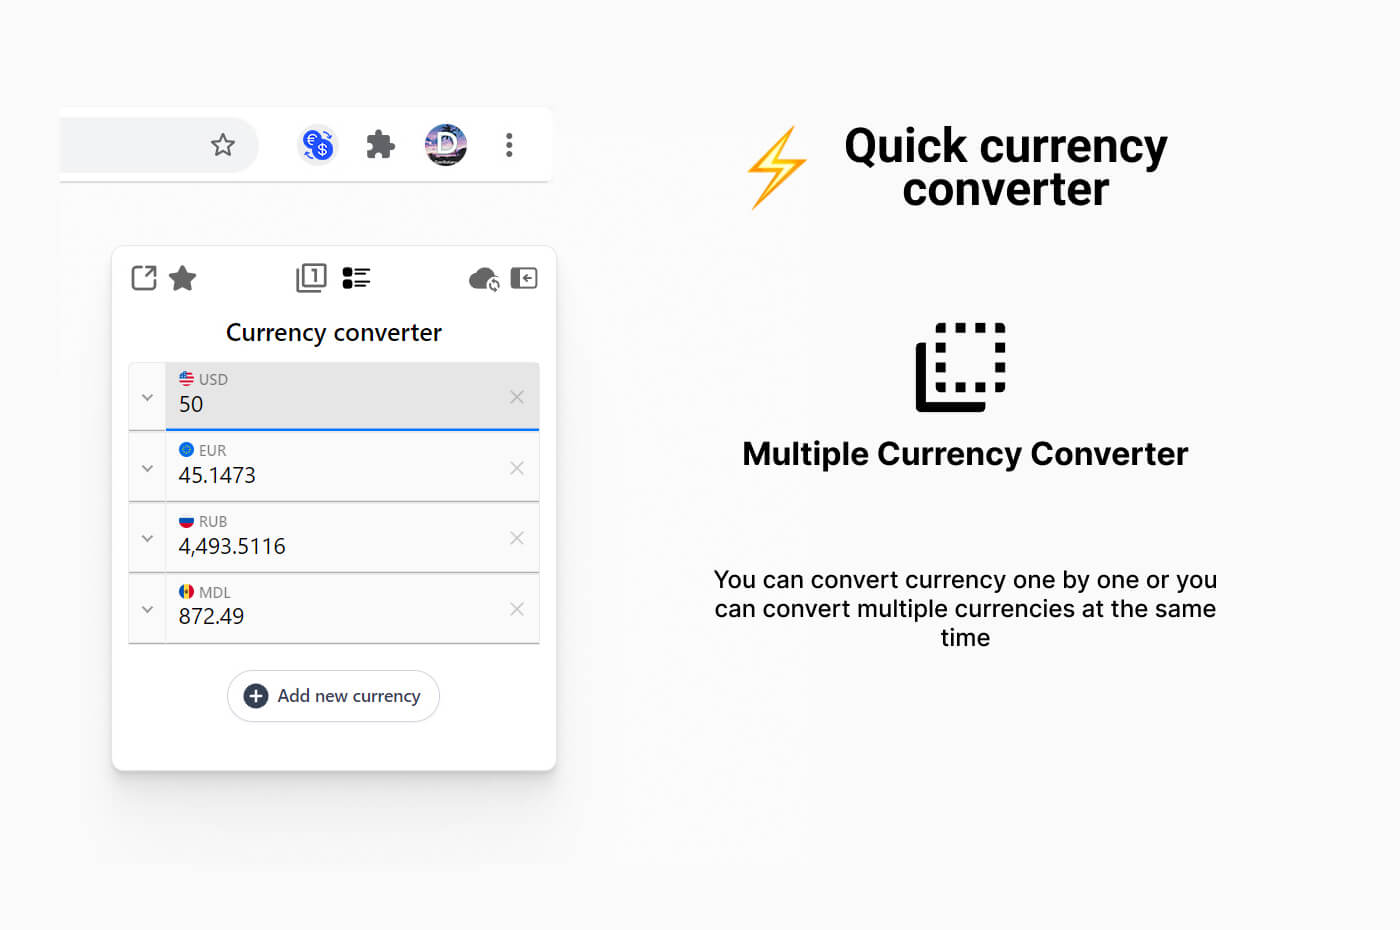 D
1
Currency converter
USD
50
EUR
45.1473
RUB
4,493.5116
MDL
872.49
Add new currency
Quick currency
converter
Multiple Currency Converter
You can convert currency one by one or you
can convert multiple currencies at the same
time